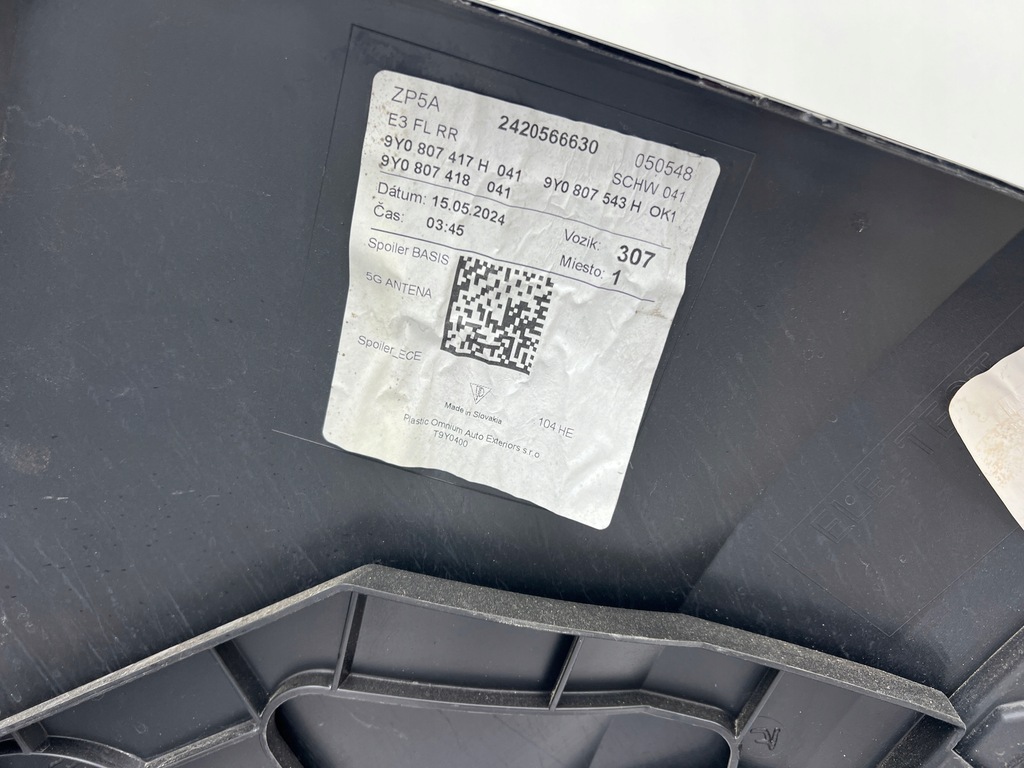 ZP5A
E3 FL RR 2420566630 050548
9Y0 807 417 H 041 SCHW 041
9Y0 807 418 041 9Y0 807 543 H OK1
Dátum: 15.05.2024 Vozik: 307
Čas: 03:45 Miesto: 1
Spoiler BASIS
5G ANTENA
Spoiler_ECE
Made in Slovakia 104 HE
Plastic Omnium Auto Exteriors s.r.o
T9Y0400